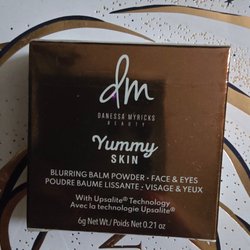 dm
DANESSA MYRICKS
BEAUTY
Yummy
SKIN
BLURRING BALM POWDER · FACE & EYES
POUDRE BAUME LISSANTE · VISAGE & YEUX
With Upsalite® Technology
Avec la technologie Upsalite®
6g Net Wt./ Poids Net 0.21 oz